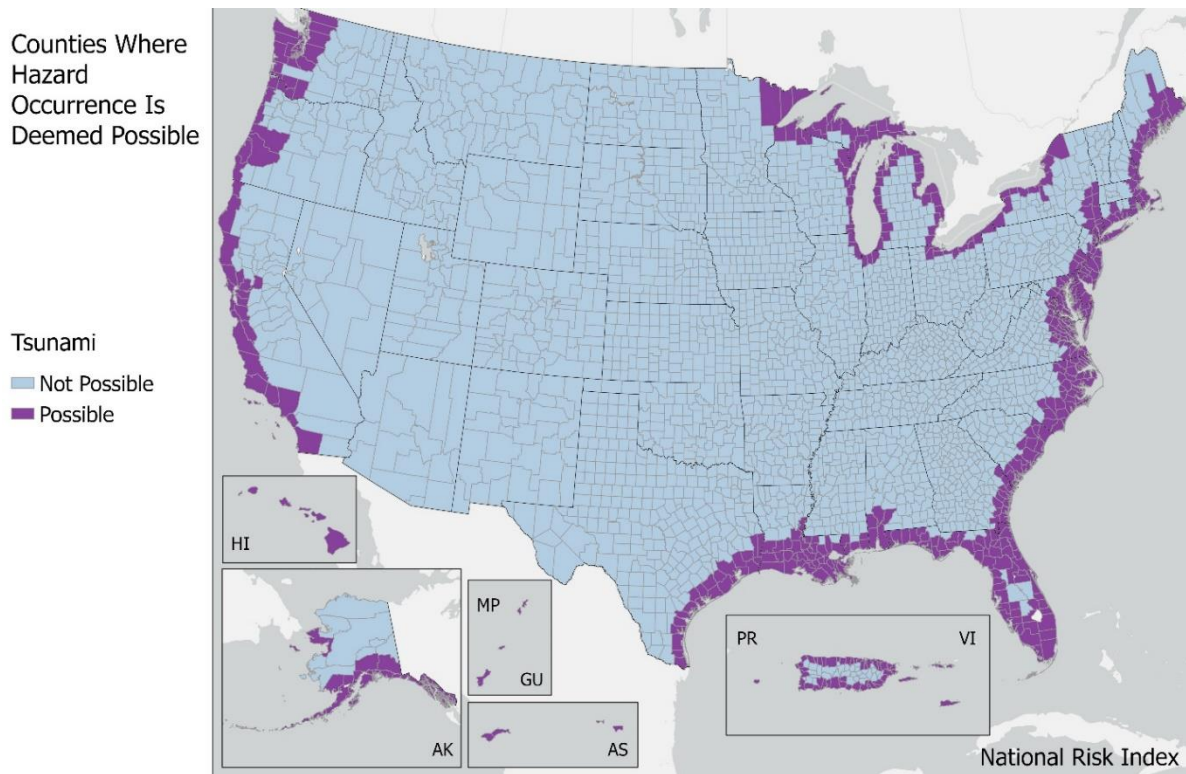 Counties Where
Hazard
Occurrence Is
Deemed Possible
Tsunami
Not Possible
Possible
HI
AK
MP
GU
AS
PR
VI
National Risk Index